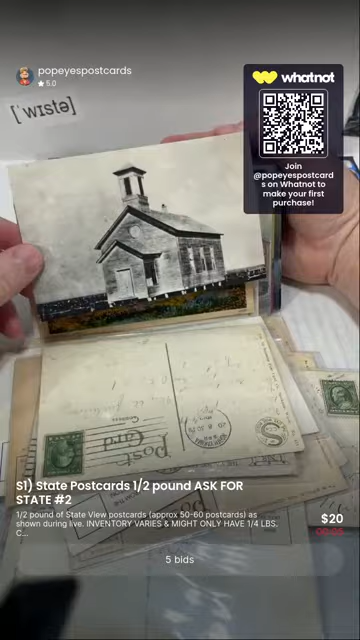 popeyespostcards
★ 5.0
['wɪstə]
whatnot
Join
@popeyespostcard
s on Whatnot to
make your first
purchase!
Post
Card
S1) State Postcards 1/2 pound ASK FOR
STATE #2
1/2 pound of State View postcards (approx 50-60 postcards) as
shown during live. INVENTORY VARIES & MIGHT ONLY HAVE 1/4 LBS.
C...
$20
5 bids